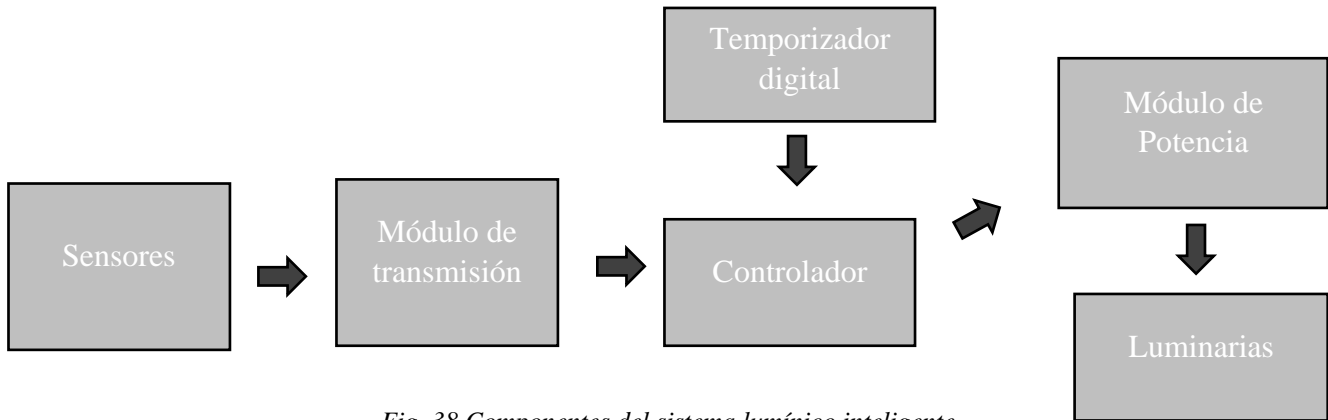 Temporizador
digital
Módulo de
Potencia
Sensores
Módulo de
transmisión
Controlador
Luminarias
Fig. 38 Componentes del sistema lumínico inteligente